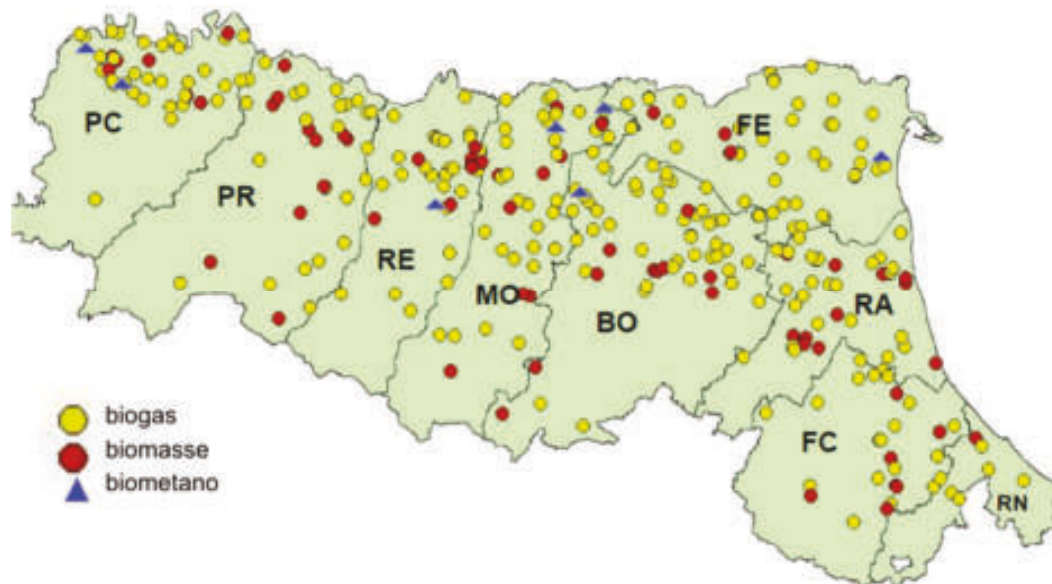 PC
FE
PR
RE
MO
BO
RA
FC
RN
biogas
biomasse
biometano